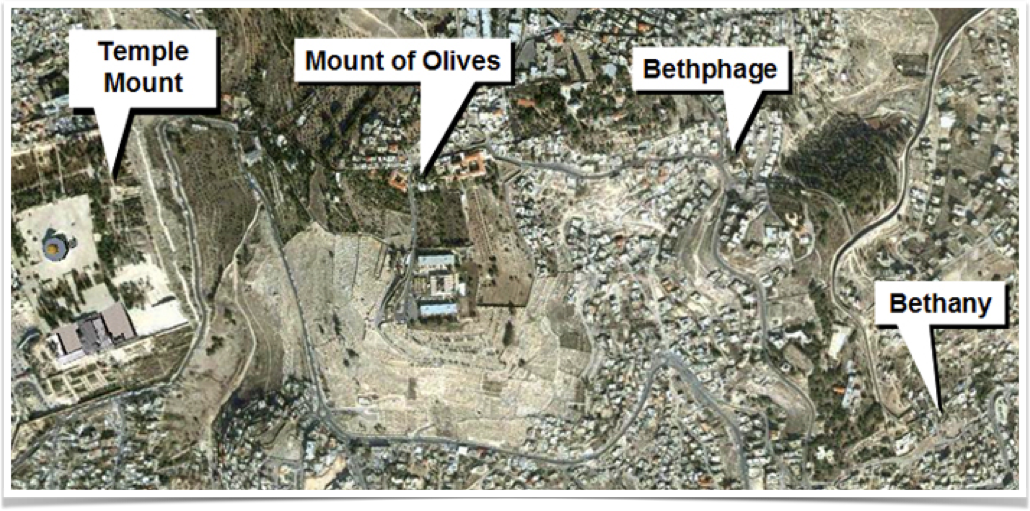 Temple
Mount
Mount of Olives
Bethphage
Bethany